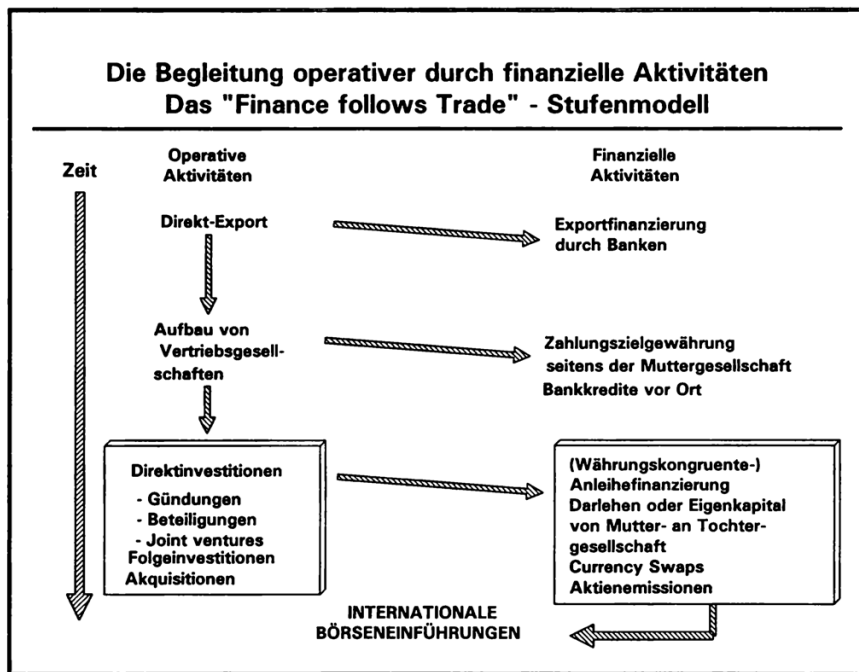 Die Begleitung operativer durch finanzielle Aktivitäten
Das "Finance follows Trade" - Stufenmodell
Zeit
Operative
Aktivitäten
Finanzielle
Aktivitäten
Direkt-Export
Exportfinanzierung
durch Banken
Aufbau von
Vertriebsgesell-
schaften
Zahlungszielgewährung
seitens der Muttergesellschaft
Bankkredite vor Ort
Direktinvestitionen
- Gündungen
- Beteiligungen
- Joint ventures
Folgeinvestitionen
Akquisitionen
(Währungskongruente-)
Anleihefinanzierung
Darlehen oder Eigenkapital
von Mutter- an Tochter-
gesellschaft
Currency Swaps
Aktienemissionen
INTERNATIONALE
BÖRSENEINFÜHRUNGEN